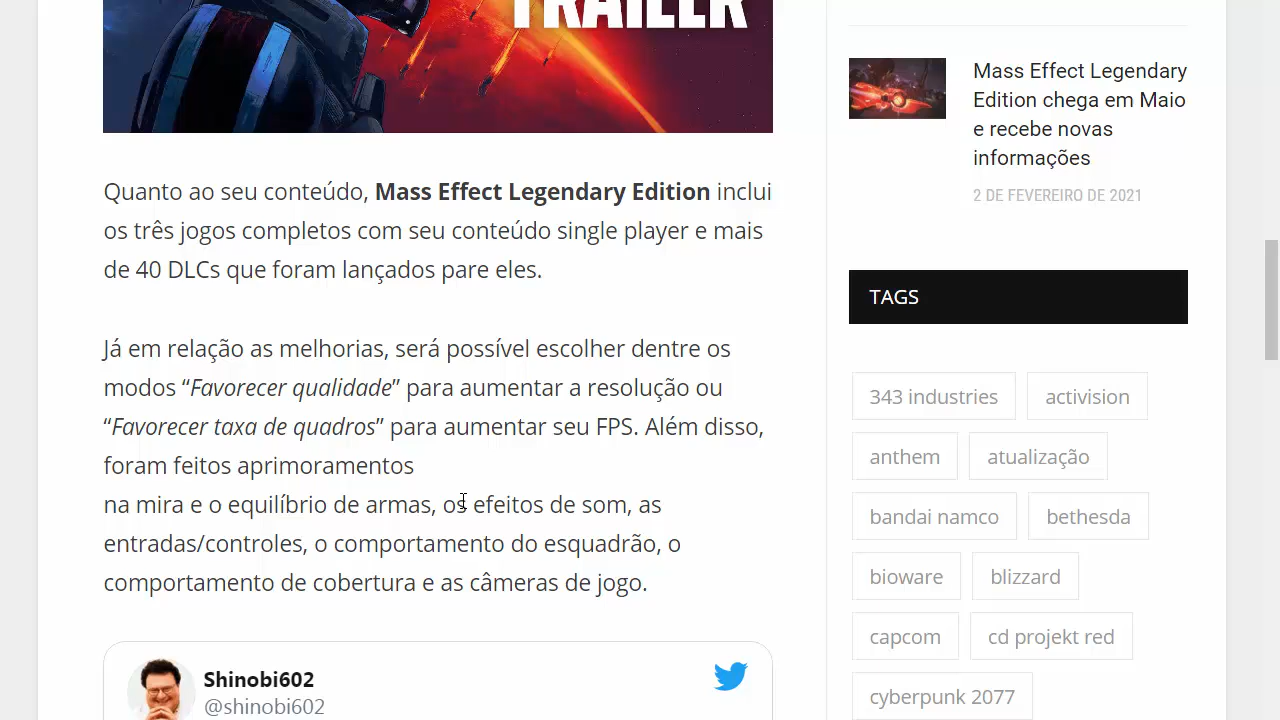 TRAILER
Quanto ao seu conteúdo, Mass Effect Legendary Edition inclui
os três jogos completos com seu conteúdo single player e mais
de 40 DLCs que foram lançados pare eles.
Já em relação as melhorias, será possível escolher dentre os
modos “Favorecer qualidade” para aumentar a resolução ou
“Favorecer taxa de quadros” para aumentar seu FPS. Além disso,
foram feitos aprimoramentos
na mira e o equilíbrio de armas, os efeitos de som, as
entradas/controles, o comportamento do esquadrão, o
comportamento de cobertura e as câmeras de jogo.
Shinobi602
@shinobi602
Mass Effect Legendary
Edition chega em Maio
e recebe novas
informações
2 DE FEVEREIRO DE 2021
TAGS
343 industries
activision
anthem
atualização
bandai namco
bethesda
bioware
blizzard
capcom
cd projekt red
cyberpunk 2077